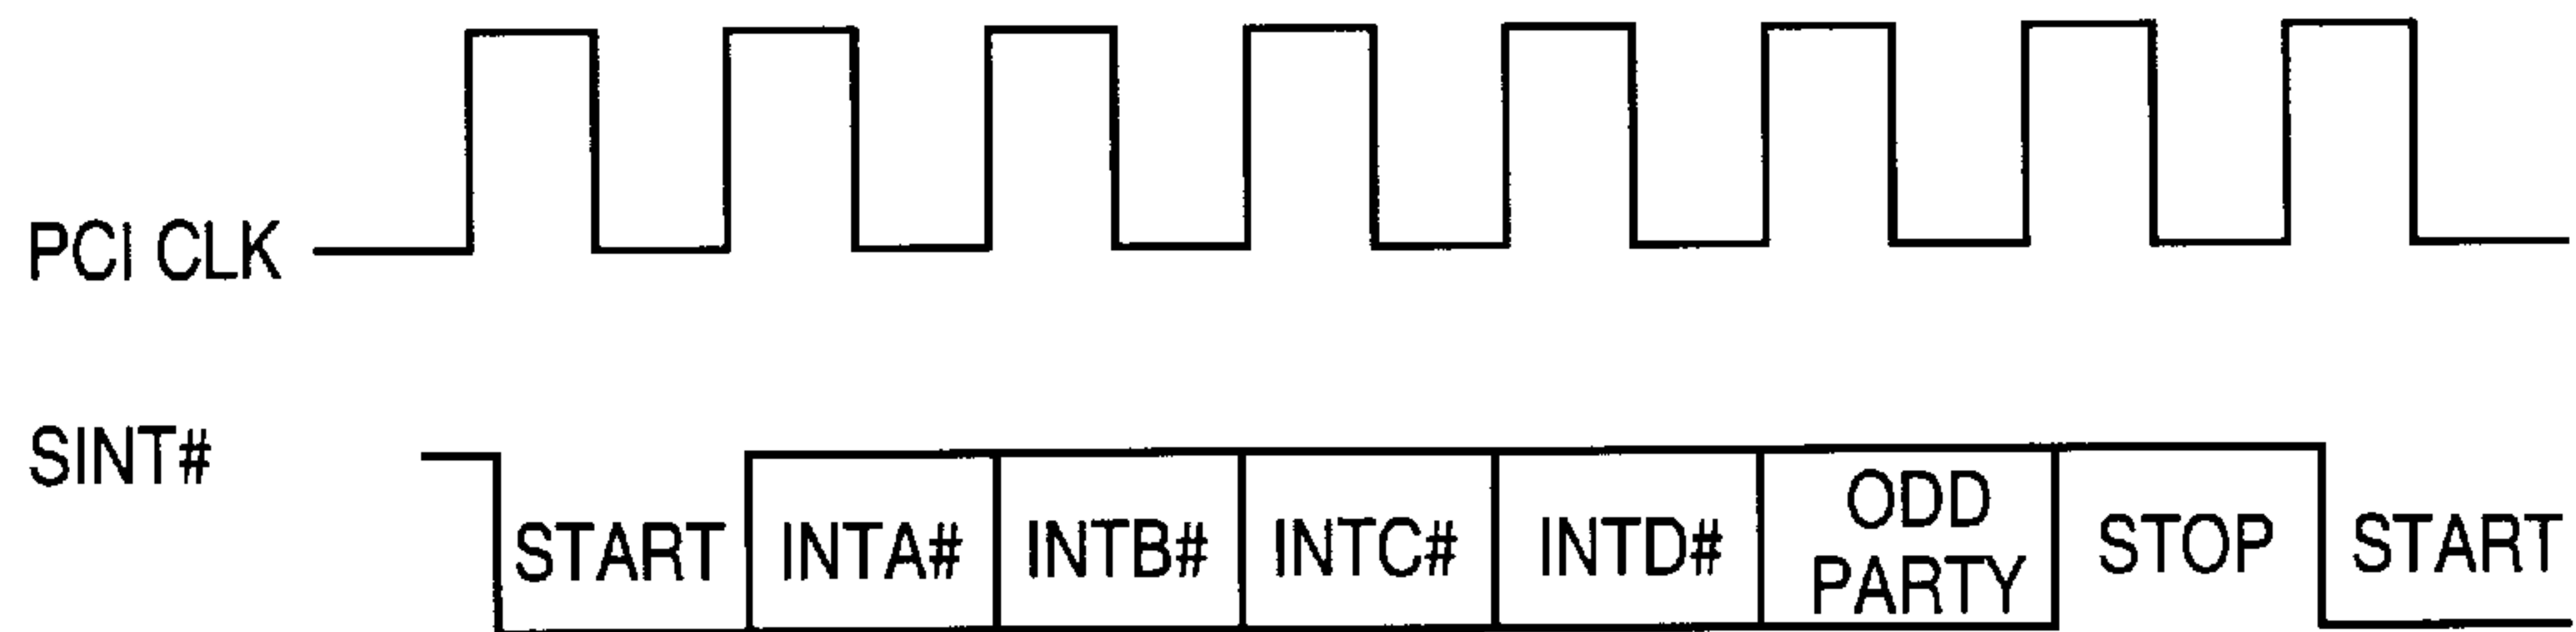 PCI CLK
SINT#
START INTA# INTB# INTC# INTD# ODD PARTY STOP START